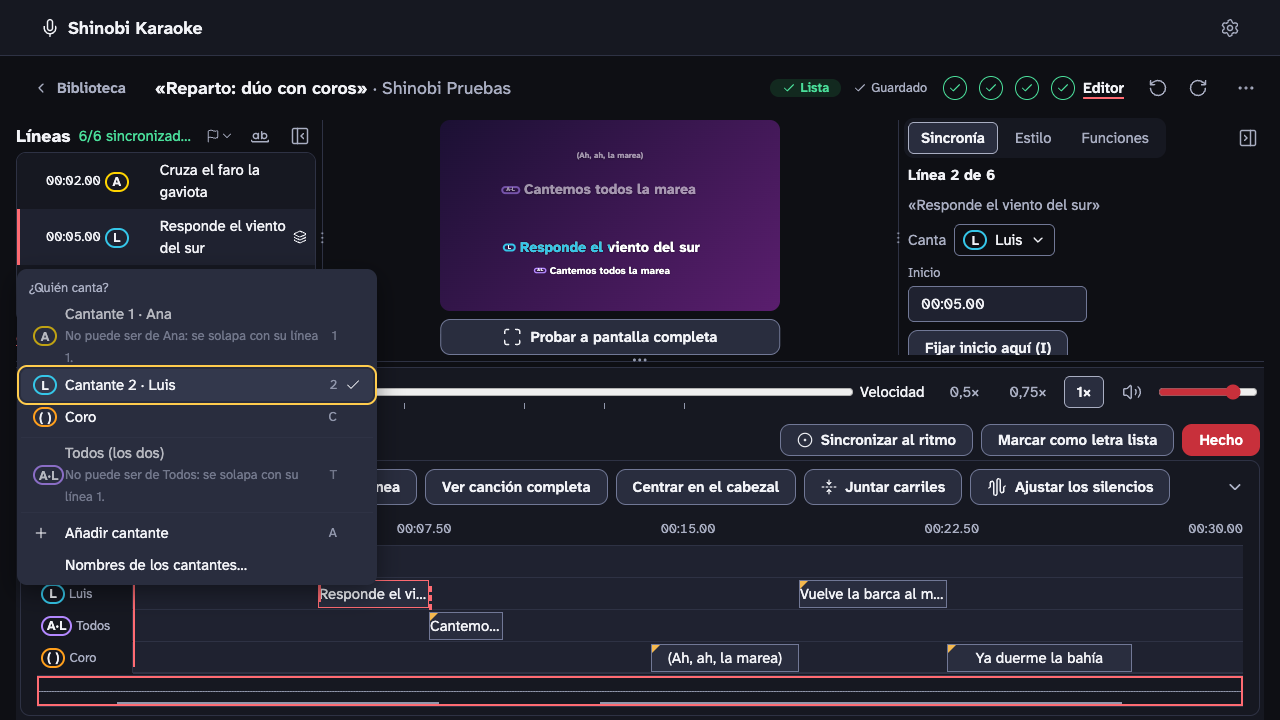 Shinobi Karaoke
Biblioteca
«Reparto: dúo con coros» · Shinobi Pruebas
Lista
Guardado
Editor
Líneas
6/6 sincronizad...
ab
00:02.00
A
Cruza el faro la
gaviota
00:05.00
L
Responde el viento
del sur
¿Quién canta?
A
Cantante 1 · Ana
No puede ser de Ana: se solapa con su línea
1.
1
L
Cantante 2 · Luis
2
( )
Coro
C
A·L
Todos (los dos)
No puede ser de Todos: se solapa con su
línea 1.
T
Añadir cantante
A
Nombres de los cantantes...
(Ah, ah, la marea)
A·L Cantemos todos la marea
L Responde el viento del sur
A·L Cantemos todos la marea
Probar a pantalla completa
Sincronía
Estilo
Funciones
Línea 2 de 6
«Responde el viento del sur»
Canta
L Luis
Inicio
00:05.00
Fijar inicio aquí (I)
Velocidad
0,5×
0,75×
1×
Sincronizar al ritmo
Marcar como letra lista
Hecho
nea
Ver canción completa
Centrar en el cabezal
Juntar carriles
Ajustar los silencios
00:07.50
00:15.00
00:22.50
00:30.00
L Luis
Responde el vi...
Vuelve la barca al m...
A·L Todos
Cantemo...
( ) Coro
(Ah, ah, la marea)
Ya duerme la bahía